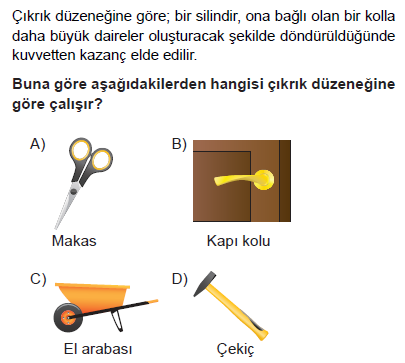 Çıkrık düzeneğine göre; bir silindir, ona bağlı olan bir kolla
daha büyük daireler oluşturacak şekilde döndürüldüğünde
kuvvetten kazanç elde edilir.
Buna göre aşağıdakilerden hangisi çıkrık düzeneğine
göre çalışır?
A)
B)
Makas
Kapı kolu
C)
D)
El arabası
Çekiç